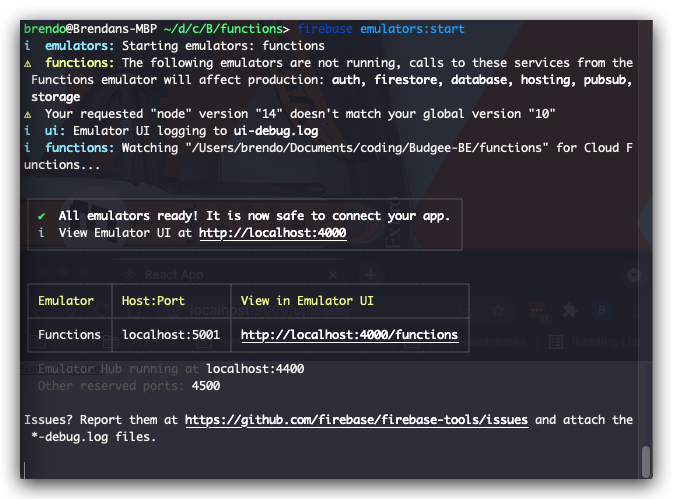 brendo@Brendans-MBP ~/d/c/B/functions> firebase emulators:start
i  emulators: Starting emulators: functions
⚠  functions: The following emulators are not running, calls to these services from the
Functions emulator will affect production: auth, firestore, database, hosting, pubsub,
storage
⚠  Your requested "node" version "14" doesn't match your global version "10"
i  ui: Emulator UI logging to ui-debug.log
i  functions: Watching "/Users/brendo/Documents/coding/Budgee-BE/functions" for Cloud F
unctions...
✔  All emulators ready! It is now safe to connect your app.
i  View Emulator UI at http://localhost:4000
React App
Emulator Host:Port View in Emulator UI
Functions localhost:5001 http://localhost:4000/functions
Reading List
Emulator Hub running at localhost:4400
Other reserved ports: 4500
Issues? Report them at https://github.com/firebase/firebase-tools/issues and attach the
*-debug.log files.